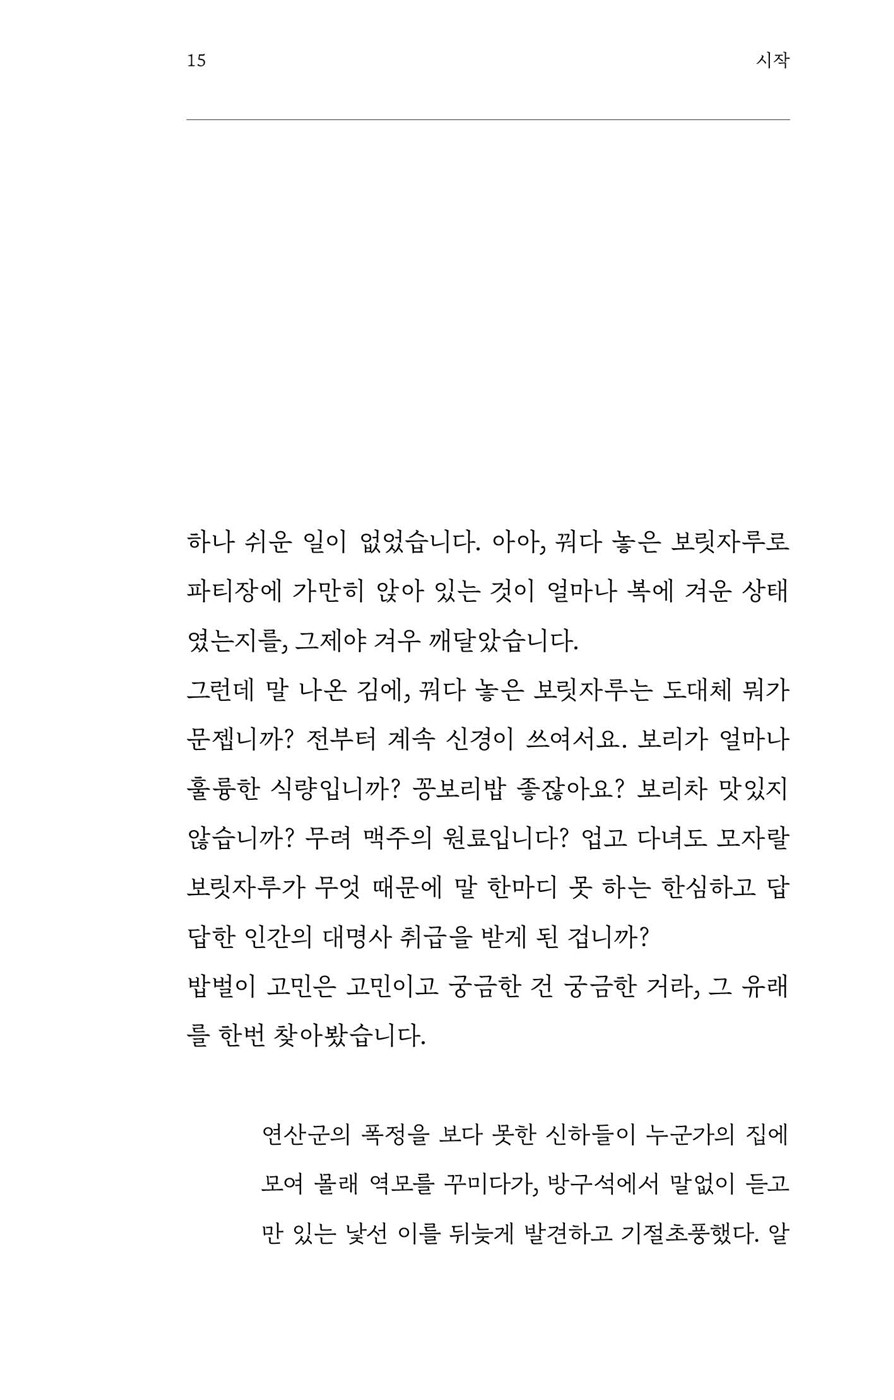 15 시작
하나 쉬운 일이 없었습니다. 아아, 꿔다 놓은 보릿자루로
파티장에 가만히 앉아 있는 것이 얼마나 복에 겨운 상태
였는지를, 그제야 겨우 깨달았습니다.
그런데 말 나온 김에, 꿔다 놓은 보릿자루는 도대체 뭐가
문젭니까? 전부터 계속 신경이 쓰여서요. 보리가 얼마나
훌륭한 식량입니까? 꽁보리밥 좋잖아요? 보리차 맛있지
않습니까? 무려 맥주의 원료입니다? 업고 다녀도 모자랄
보릿자루가 무엇 때문에 말 한마디 못 하는 한심하고 답
답한 인간의 대명사 취급을 받게 된 겁니까?
밥벌이 고민은 고민이고 궁금한 건 궁금한 거라, 그 유래
를 한번 찾아봤습니다.
연산군의 폭정을 보다 못한 신하들이 누군가의 집에
모여 몰래 역모를 꾸미다가, 방구석에서 말없이 듣고
만 있는 낯선 이를 뒤늦게 발견하고 기절초풍했다. 알